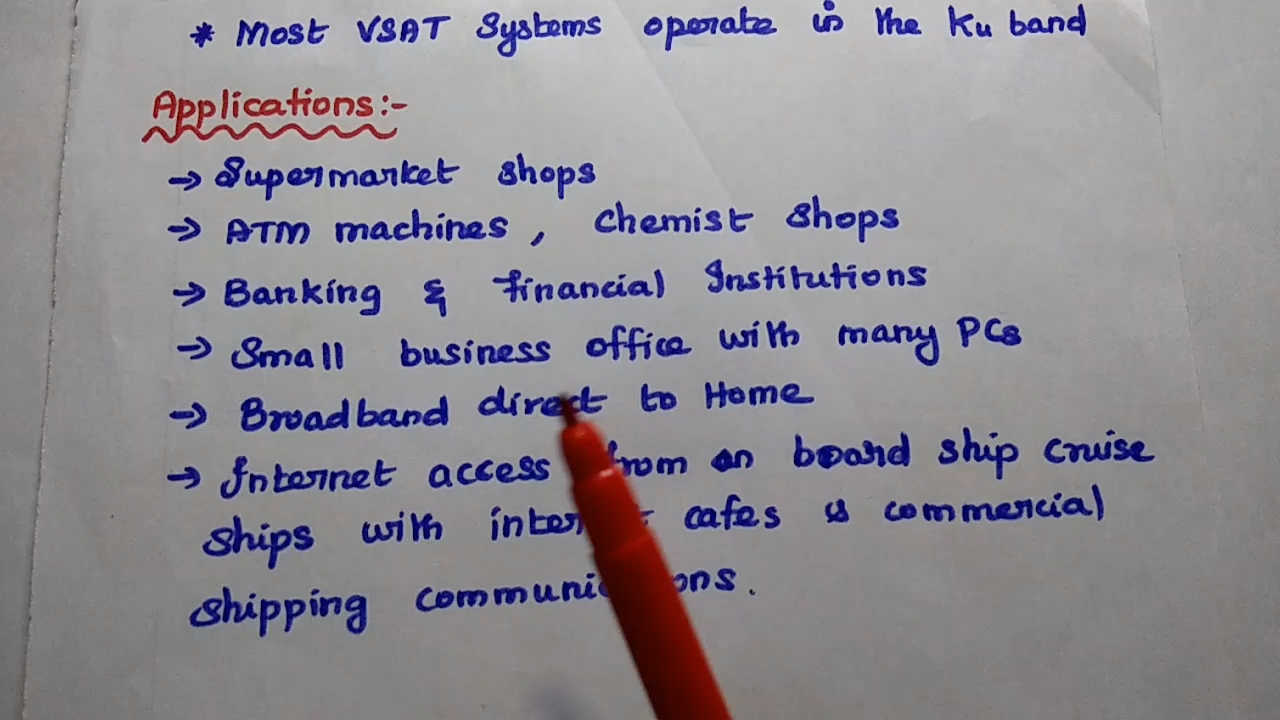 * Most VSAT Systems operate in the Ku band
Applications:-
→ Supermarket shops
→ ATM machines, Chemist Shops
→ Banking & Financial Institutions
→ Small business office with many PCs
→ Broadband direct to Home
→ Internet access from on board ship cruise
ships with cafes & commercial
shipping